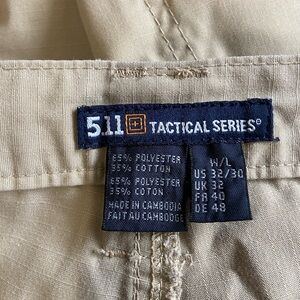 5.11 TACTICAL SERIES®
65% POLYESTER
35% COTTON
65% POLYESTER
35% COTON
MADE IN CAMBODIA
FAIT AU CAMBODGE
W/L
US 32/30
UK 32
FR 40
DE 48